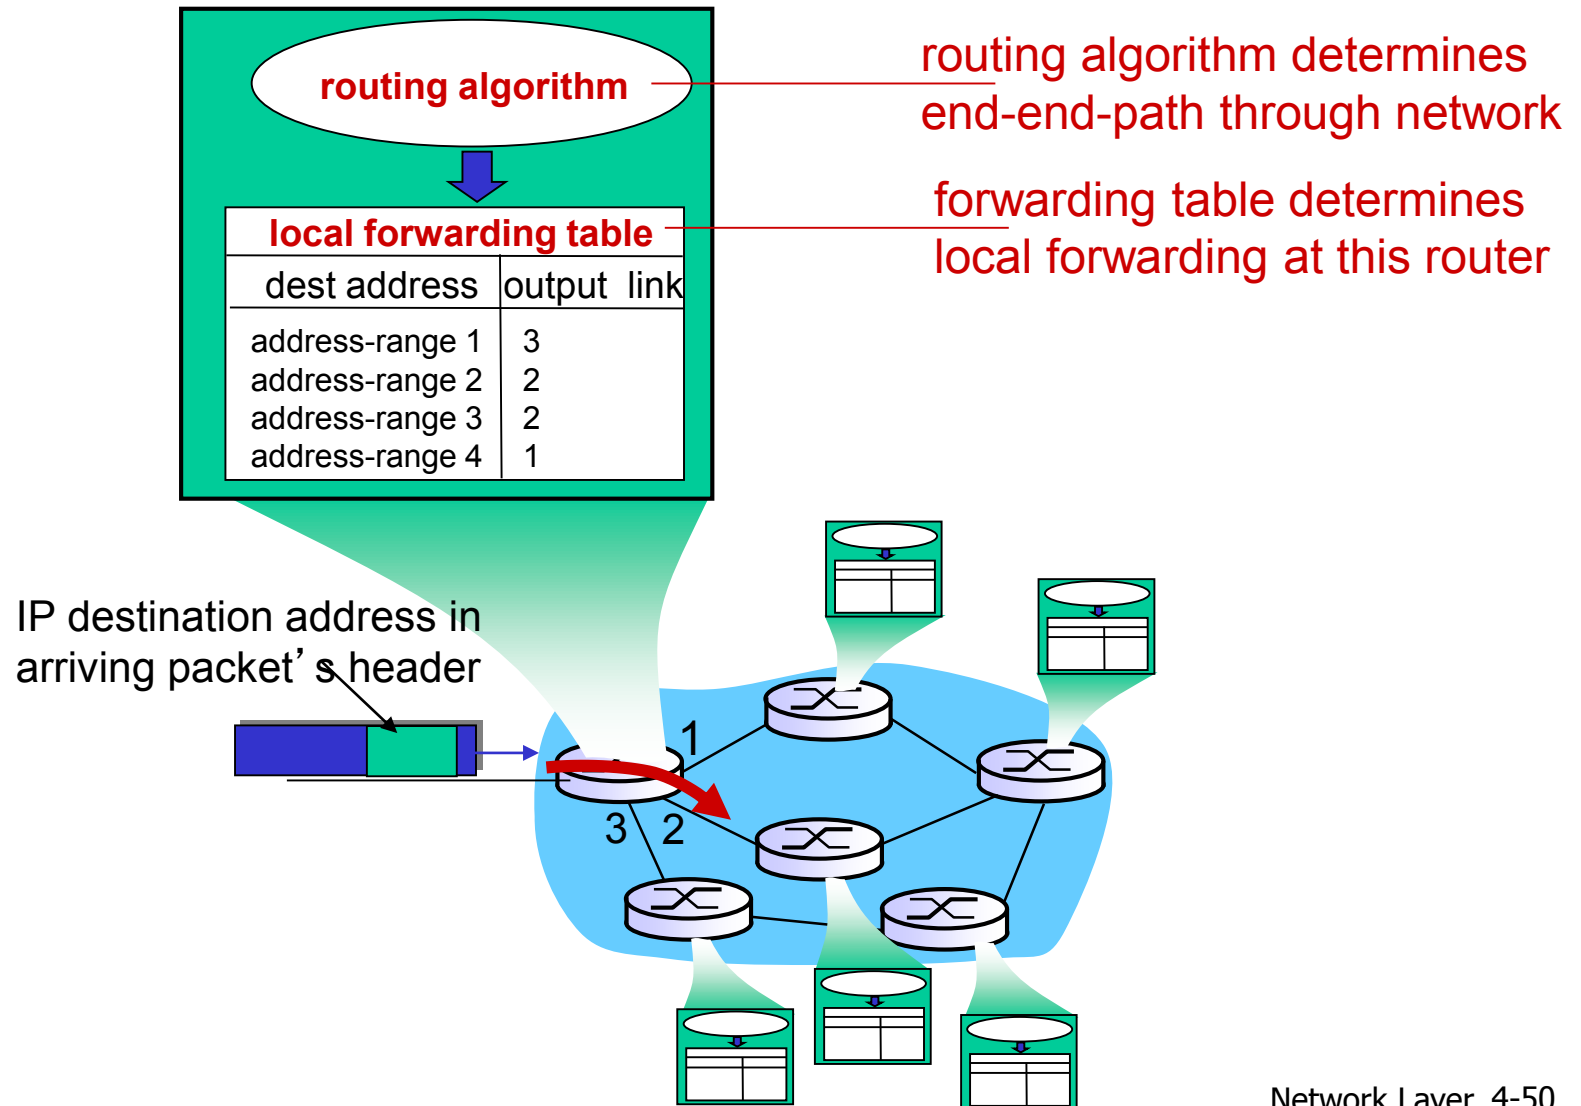 routing algorithm
routing algorithm determines
end-end-path through network
local forwarding table
forwarding table determines
local forwarding at this router
dest address output link
address-range 1 3
address-range 2 2
address-range 3 2
address-range 4 1
IP destination address in
arriving packet’s header
1
3 2
Network Layer 4-50